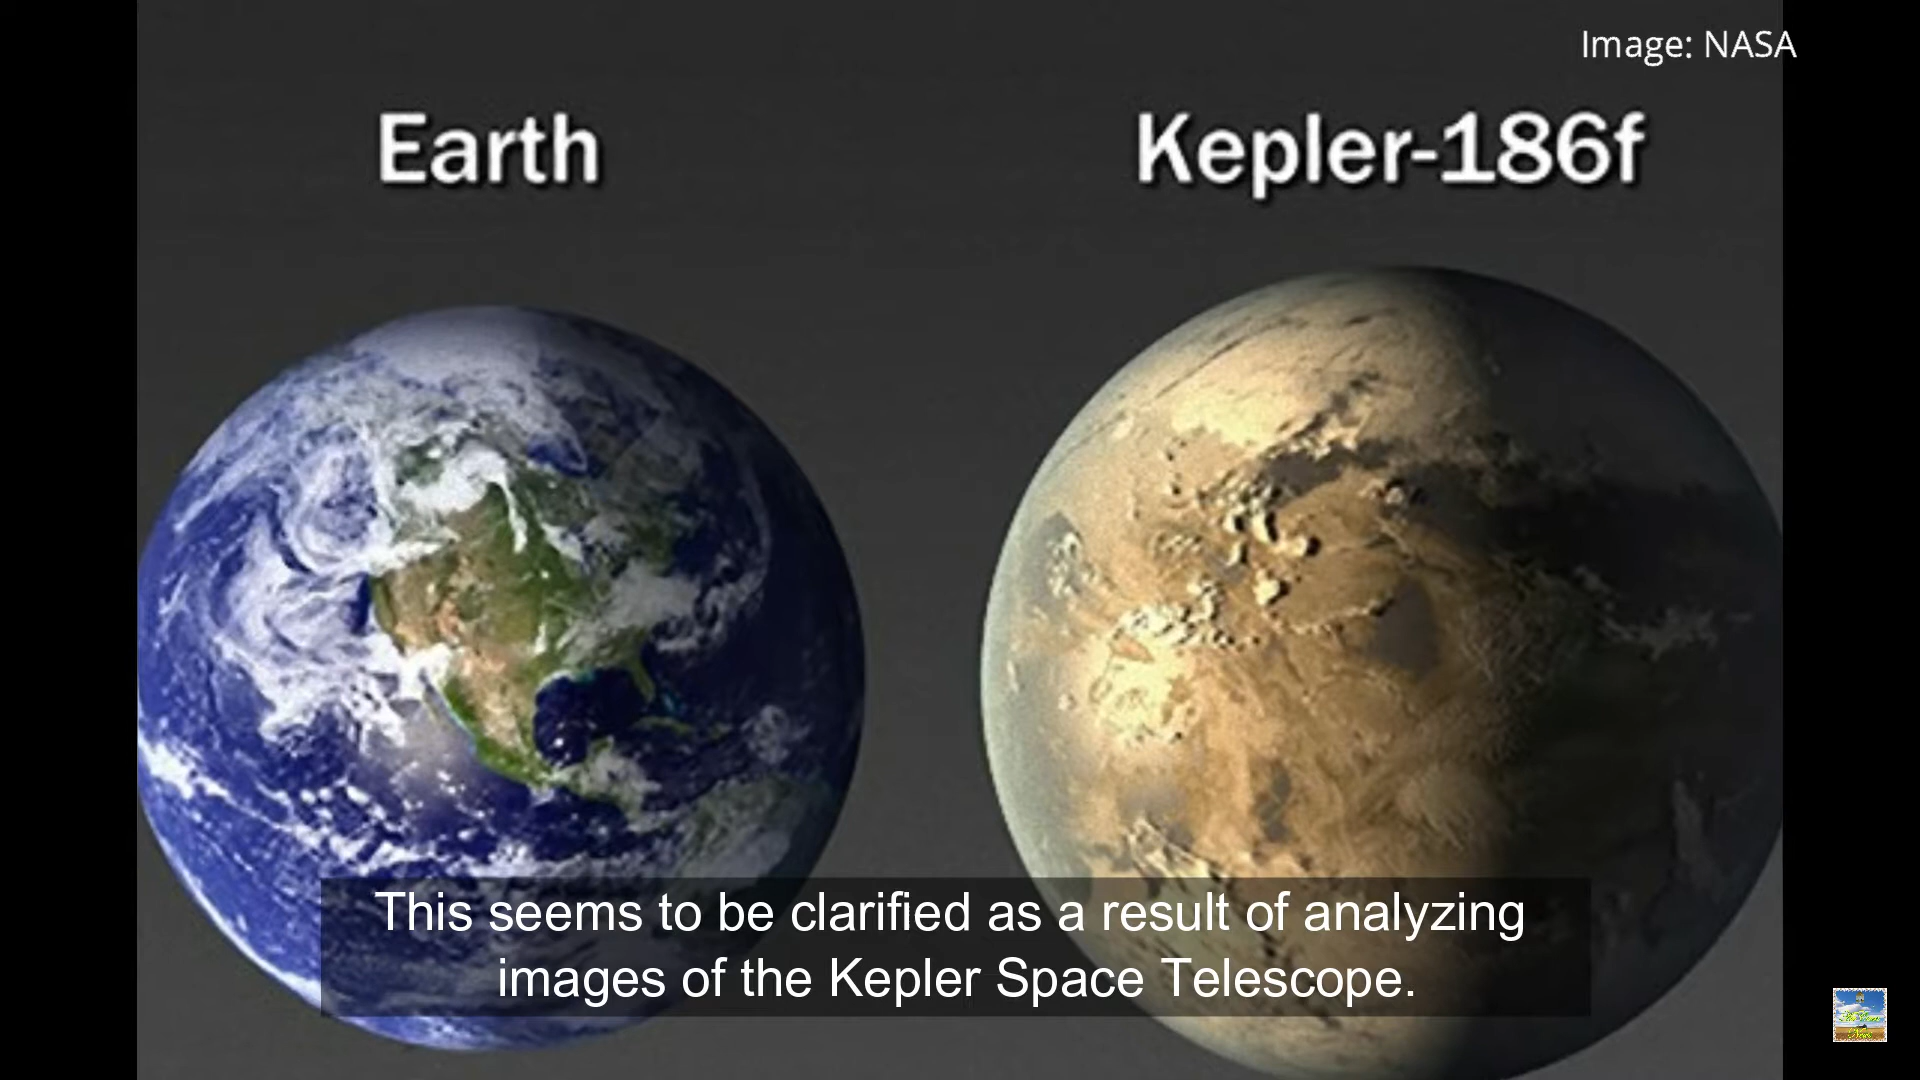 Image: NASA
Earth
Kepler-186f
This seems to be clarified as a result of analyzing
images of the Kepler Space Telescope.